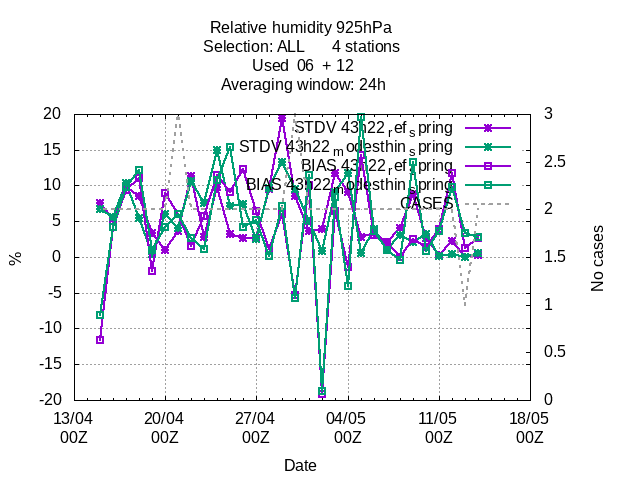 Relative humidity 925hPa
Selection: ALL 4 stations
Used 06 + 12
Averaging window: 24h
STDV 43h22_ref_spring
STDV 43h22_modesthin_spring
BIAS 43h22_ref_spring
BIAS 43h22_modesthin_spring
CASES
%
20
15
10
5
0
-5
-10
-15
-20
3
2.5
2
1.5
1
0.5
0
No cases
13/04 20/04 27/04 04/05 11/05 18/05
00Z 00Z 00Z 00Z 00Z 00Z
Date